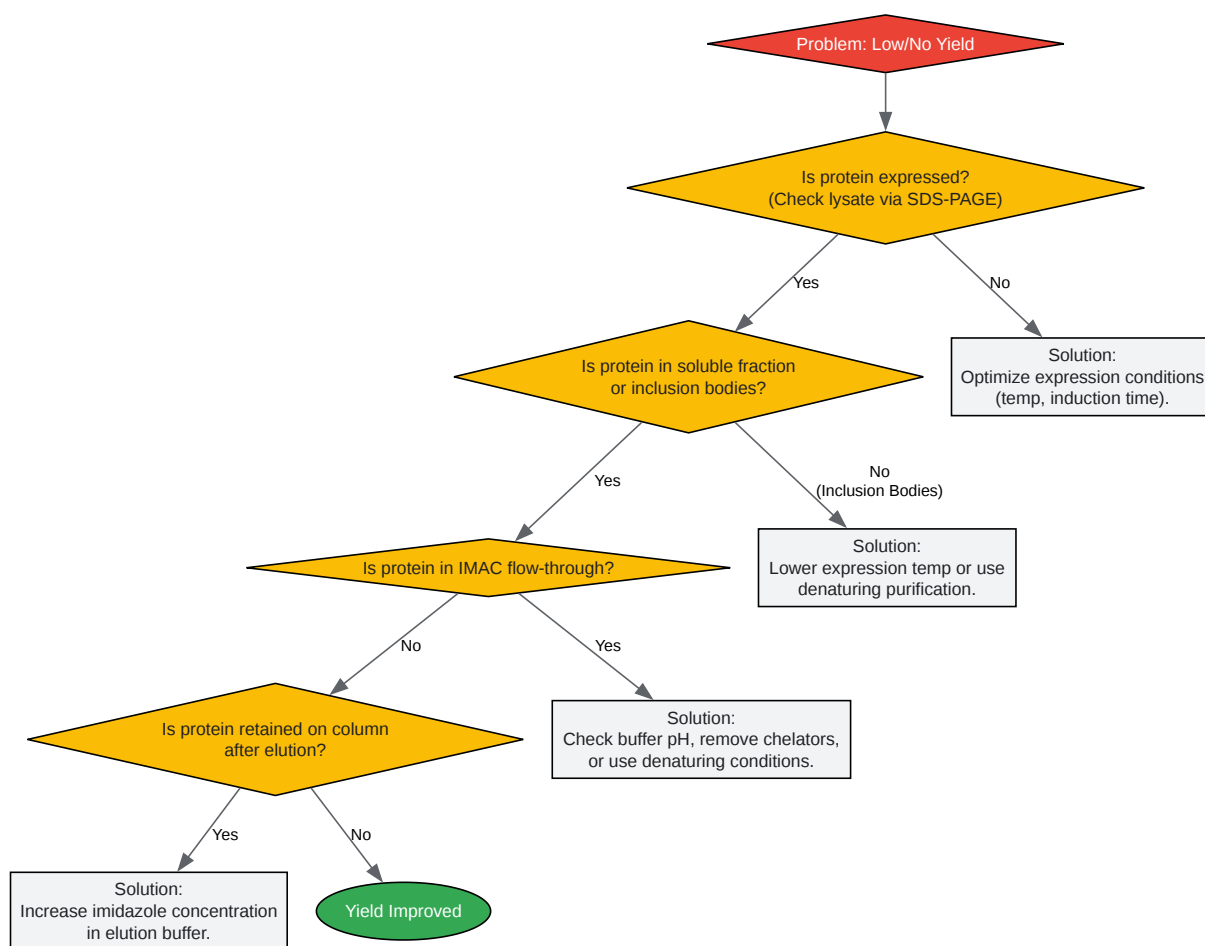 Problem: Low/No Yield
Is protein expressed?
(Check lysate via SDS-PAGE)
Yes
No
Is protein in soluble fraction
or inclusion bodies?
Solution:
Optimize expression conditions
(temp, induction time).
Yes
No
(Inclusion Bodies)
Is protein in IMAC flow-through?
Solution:
Lower expression temp or use
denaturing purification.
No
Yes
Is protein retained on column
after elution?
Solution:
Check buffer pH, remove chelators,
or use denaturing conditions.
Yes
No
Solution:
Increase imidazole concentration
in elution buffer.
Yield Improved